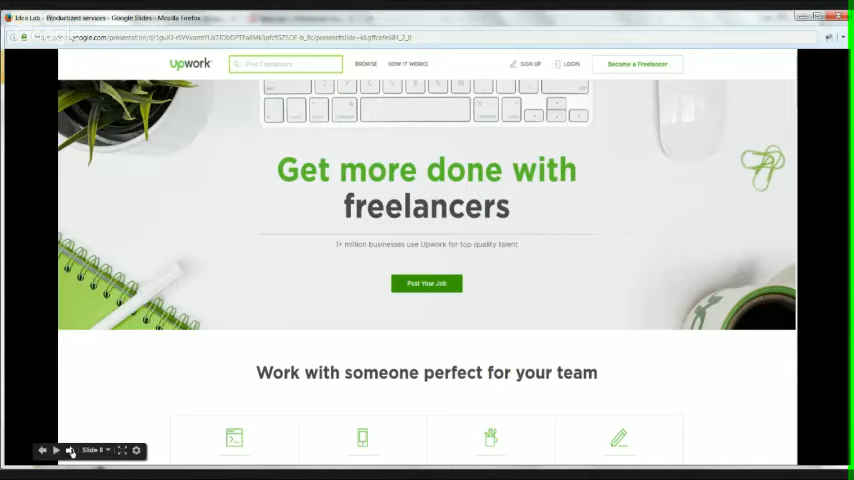 Idea Lab - Productized services - Google Slides - Mozilla Firefox
upwork
Find Freelancers
BROWSE
HOW IT WORKS
SIGN UP
LOGIN
Become a Freelancer
Get more done with
freelancers
1+ million businesses use Upwork for top quality talent
Post Your Job
Work with someone perfect for your team
Slide 8